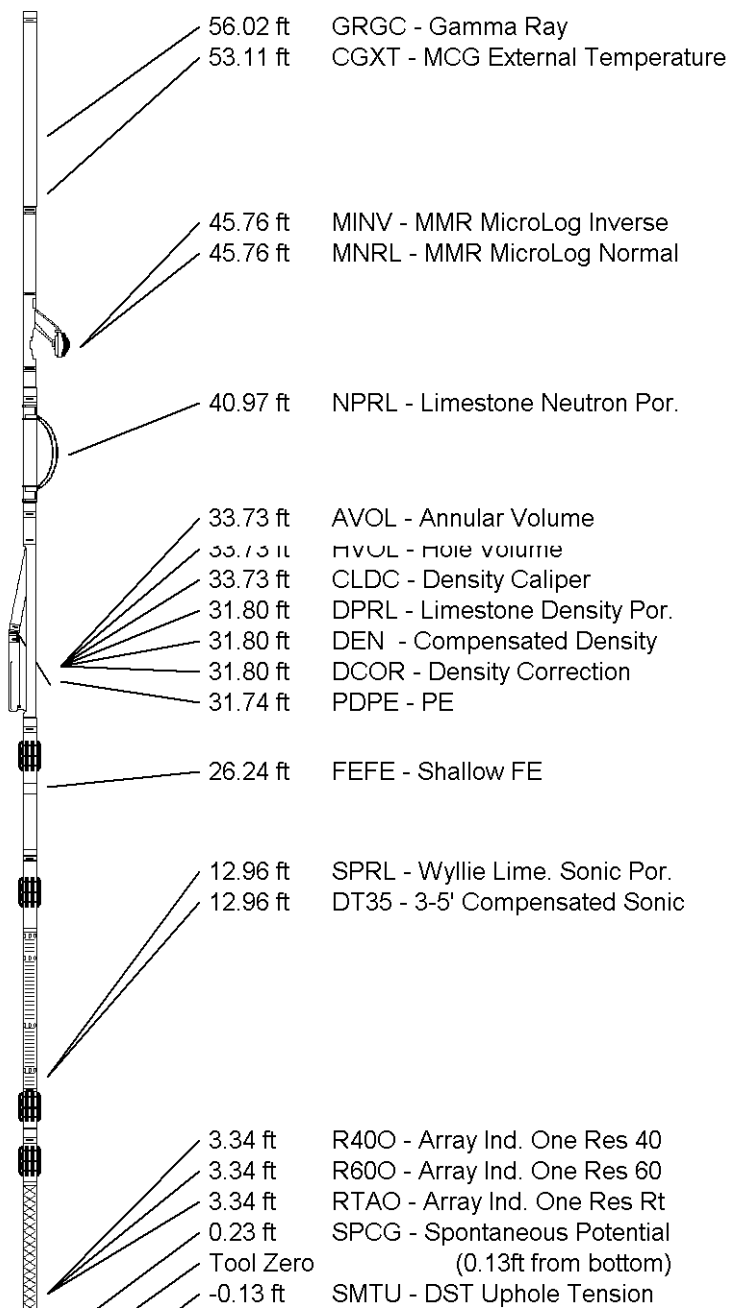 56.02 ft GRGC - Gamma Ray
53.11 ft CGXT - MCG External Temperature
45.76 ft MINV - MMR MicroLog Inverse
45.76 ft MNRL - MMR MicroLog Normal
40.97 ft NPRL - Limestone Neutron Por.
33.73 ft AVOL - Annular Volume
33.73 ft HVOL - Hole Volume
33.73 ft CLDC - Density Caliper
31.80 ft DPRL - Limestone Density Por.
31.80 ft DEN - Compensated Density
31.80 ft DCOR - Density Correction
31.74 ft PDPE - PE
26.24 ft FEFE - Shallow FE
12.96 ft SPRL - Wyllie Lime. Sonic Por.
12.96 ft DT35 - 3-5' Compensated Sonic
3.34 ft R40O - Array Ind. One Res 40
3.34 ft R60O - Array Ind. One Res 60
3.34 ft RTAO - Array Ind. One Res Rt
0.23 ft SPCG - Spontaneous Potential
Tool Zero (0.13ft from bottom)
-0.13 ft SMTU - DST Uphole Tension